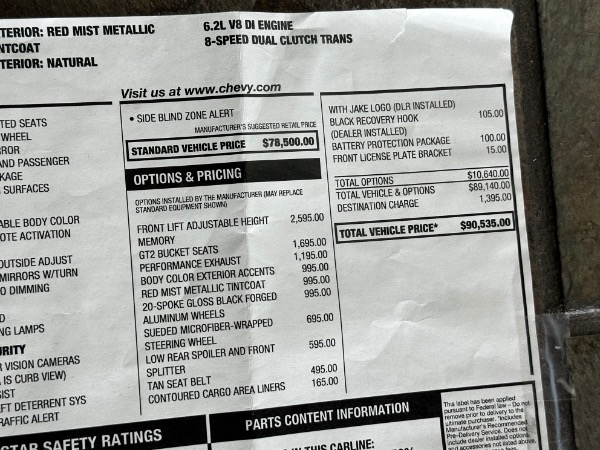 TERIOR: RED MIST METALLIC
NTCOAT
TERIOR: NATURAL
6.2L V8 DI ENGINE
8-SPEED DUAL CLUTCH TRANS
Visit us at www.chevy.com
TED SEATS
WHEEL
ROR
AND PASSENGER
KAGE
SURFACES
ABLE BODY COLOR
OTE ACTIVATION
OUTSIDE ADJUST
MIRRORS W/TURN
O DIMMING
D
NG LAMPS
URITY
R VISION CAMERAS
A IS CURB VIEW)
IST
FT DETERRENT SYS
RAFFIC ALERT
• SIDE BLIND ZONE ALERT
MANUFACTURER'S SUGGESTED RETAIL PRICE
STANDARD VEHICLE PRICE $78,500.00
OPTIONS & PRICING
OPTIONS INSTALLED BY THE MANUFACTURER (MAY REPLACE
STANDARD EQUIPMENT SHOWN)
FRONT LIFT ADJUSTABLE HEIGHT 2,595.00
MEMORY
GT2 BUCKET SEATS 1,695.00
PERFORMANCE EXHAUST 1,195.00
BODY COLOR EXTERIOR ACCENTS 995.00
RED MIST METALLIC TINTCOAT 995.00
20-SPOKE GLOSS BLACK FORGED 995.00
ALUMINUM WHEELS
SUEDED MICROFIBER-WRAPPED 695.00
STEERING WHEEL
LOW REAR SPOILER AND FRONT 595.00
SPLITTER
TAN SEAT BELT 495.00
CONTOURED CARGO AREA LINERS 165.00
WITH JAKE LOGO (DLR INSTALLED)
BLACK RECOVERY HOOK 105.00
(DEALER INSTALLED)
BATTERY PROTECTION PACKAGE 100.00
FRONT LICENSE PLATE BRACKET 15.00
TOTAL OPTIONS $10,640.00
TOTAL VEHICLE & OPTIONS $89,140.00
DESTINATION CHARGE 1,395.00
TOTAL VEHICLE PRICE* $90,535.00
STAR SAFETY RATINGS
PARTS CONTENT INFORMATION
IN THIS CARLINE:
This label has been applied
pursuant to Federal law – Do not
remove prior to delivery to the
ultimate purchaser. *Includes
Manufacturer's Recommended
Pre-Delivery Service. Does not
include dealer installed options
and accessories not listed above,